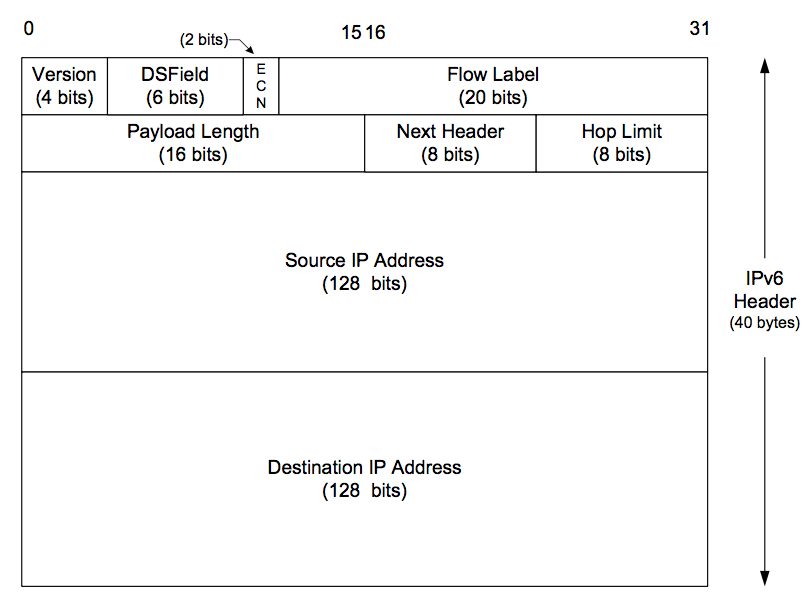 0
15 16
31
(2 bits)
Version
(4 bits)
DSField
(6 bits)
E
C
N
Flow Label
(20 bits)
Payload Length
(16 bits)
Next Header
(8 bits)
Hop Limit
(8 bits)
Source IP Address
(128 bits)
Destination IP Address
(128 bits)
IPv6
Header
(40 bytes)